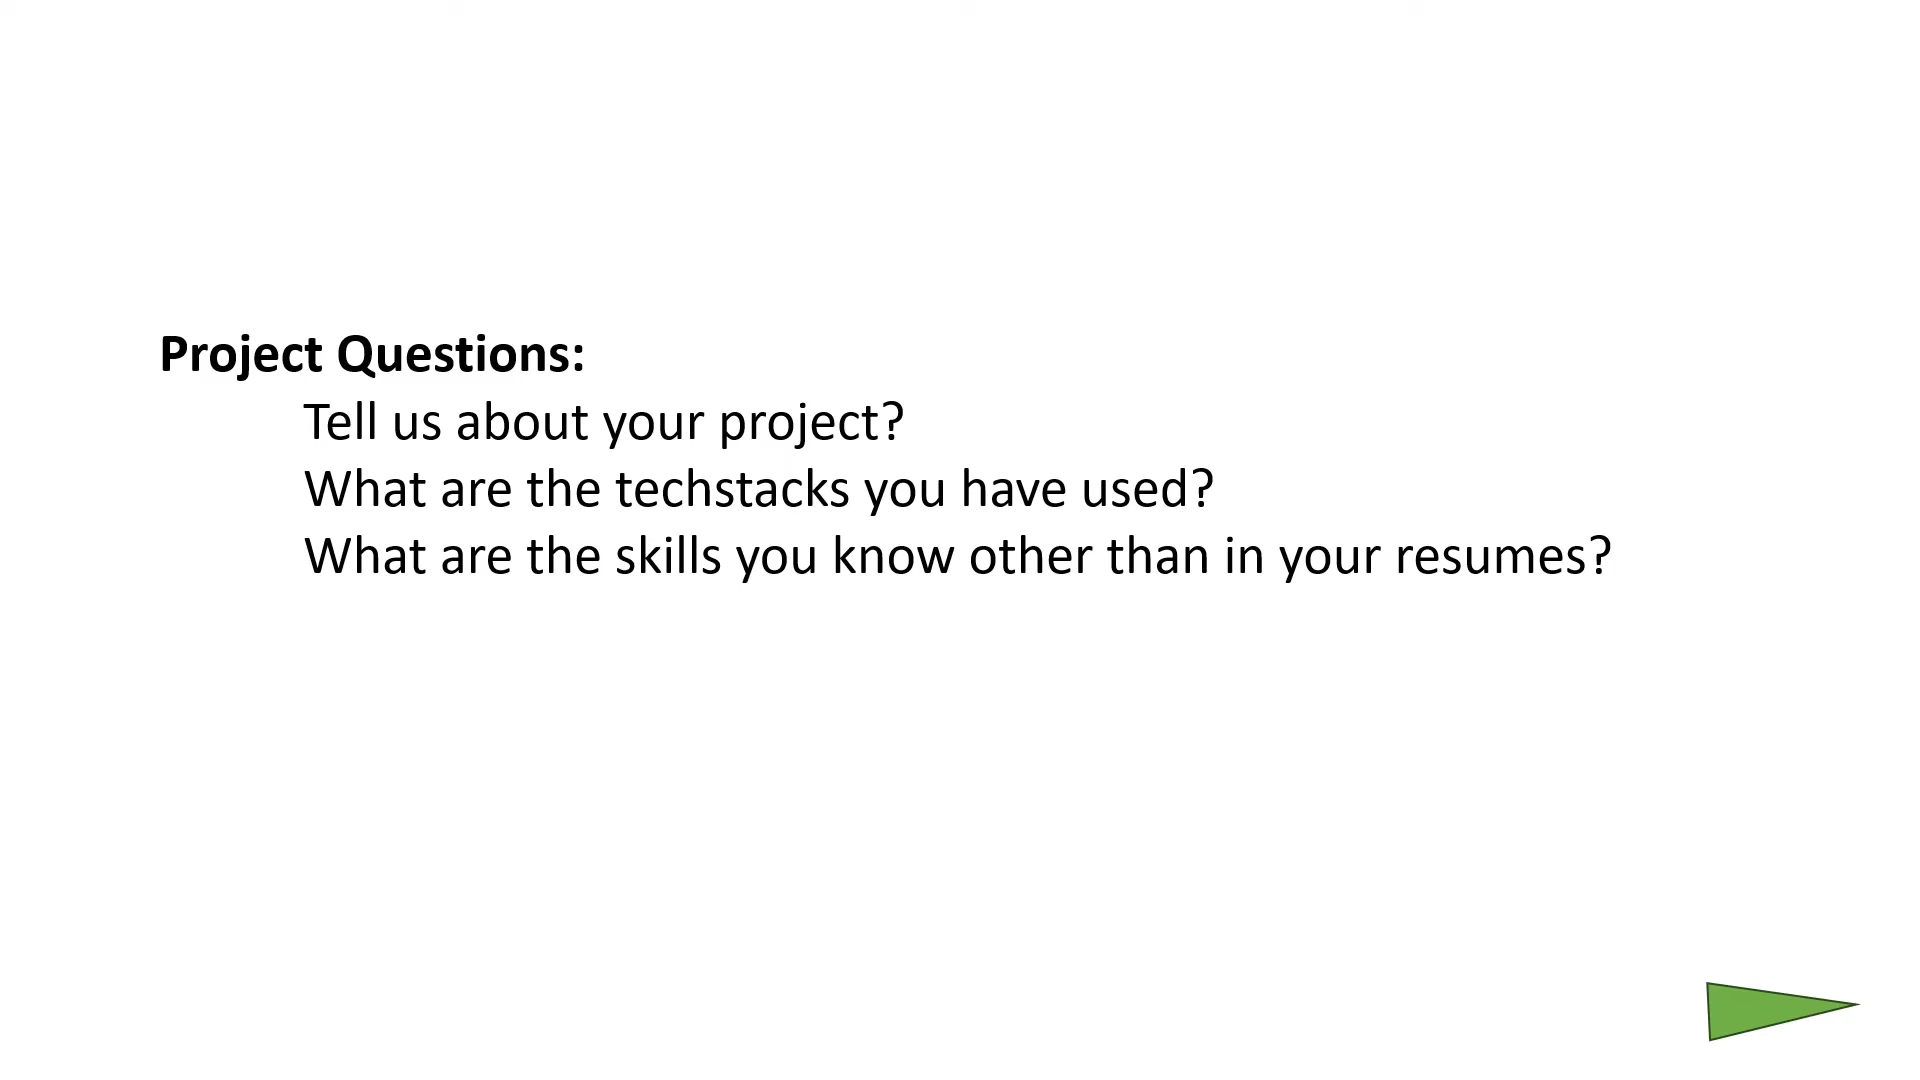 Project Questions:
Tell us about your project?
What are the techstacks you have used?
What are the skills you know other than in your resumes?